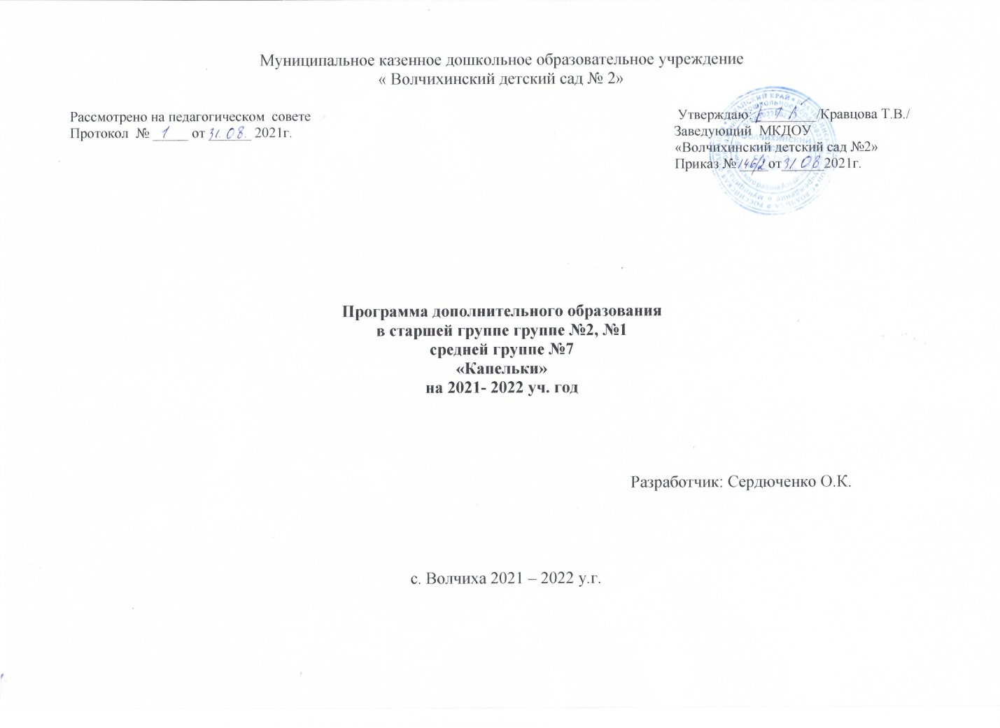 Муниципальное казенное дошкольное образовательное учреждение
« Волчихинский детский сад № 2»
Рассмотрено на педагогическом совете
Протокол № 1 от 31.08. 2021г.
Утверждаю: /Кравцова Т.В./
Заведующий МКДОУ
«Волчихинский детский сад №2»
Приказ № 146/2 от 31 08 2021г.
Программа дополнительного образования
в старшей группе группе №2, №1
средней группе №7
«Капельки»
на 2021- 2022 уч. год
Разработчик: Сердюченко О.К.
с. Волчиха 2021 – 2022 у.г.